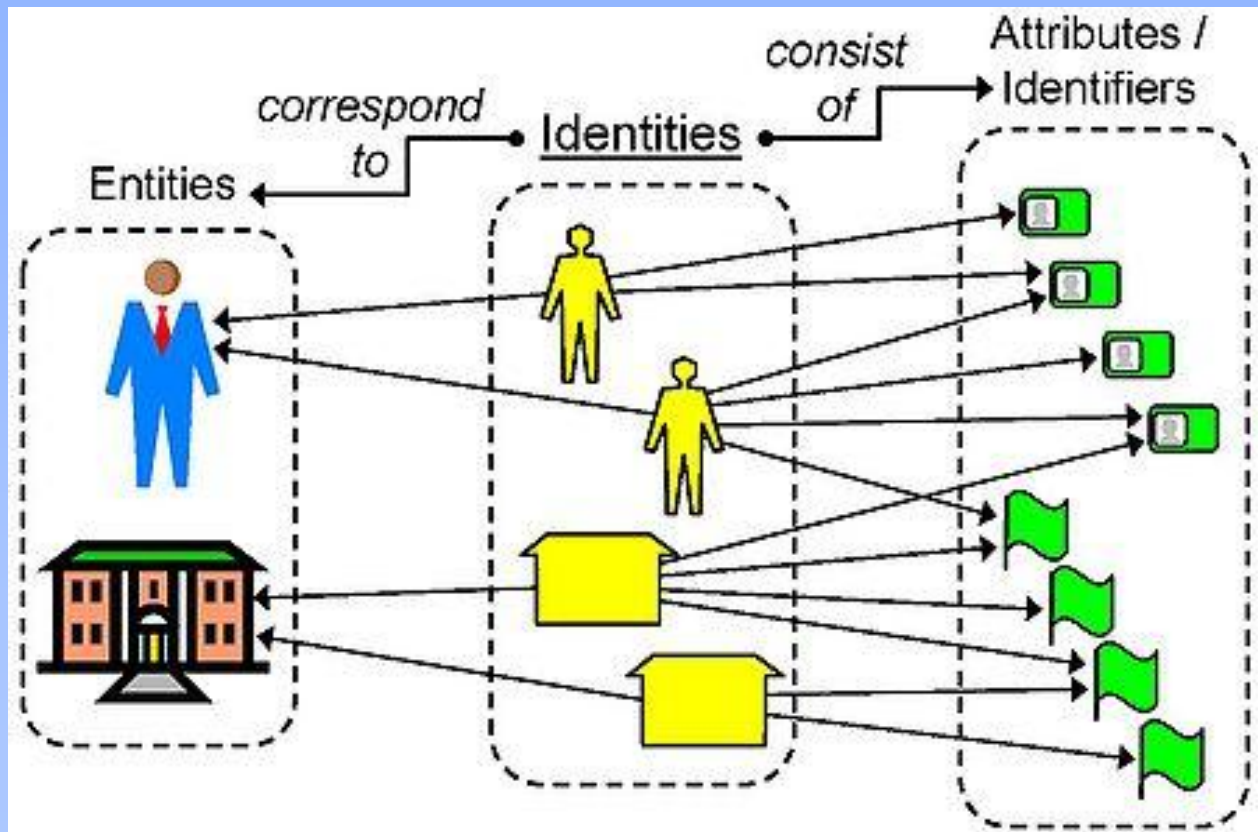 Entities
correspond
to
Identities
consist
of
Attributes /
Identifiers